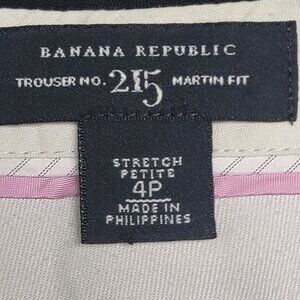 BANANA REPUBLIC
TROUSER NO. 215 MARTIN FIT
STRETCH
PETITE
4P
MADE IN
PHILIPPINES